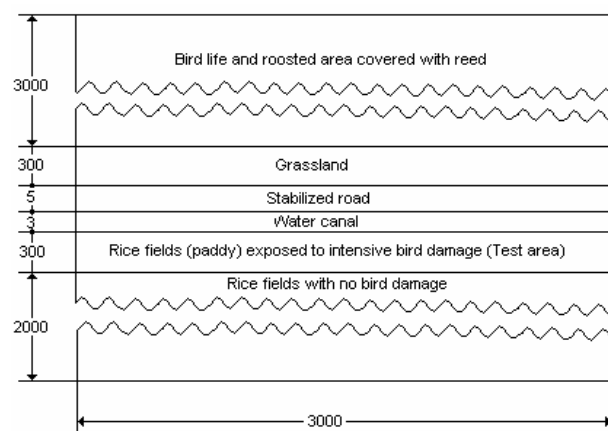 Bird life and roosted area covered with reed
3000
300
Grassland
5
Stabilized road
3
Water canal
300
Rice fields (paddy) exposed to intensive bird damage (Test area)
Rice fields with no bird damage
2000
3000